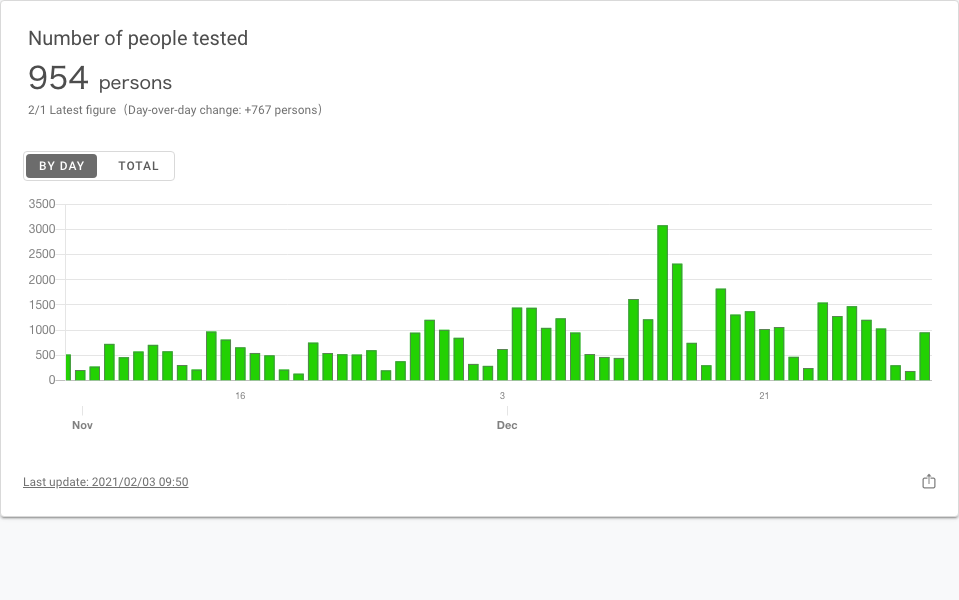 Number of people tested
954 persons
2/1 Latest figure（Day-over-day change: +767 persons）
BY DAY
TOTAL
3500
3000
2500
2000
1500
1000
500
0
16
3
21
Nov
Dec
Last update: 2021/02/03 09:50